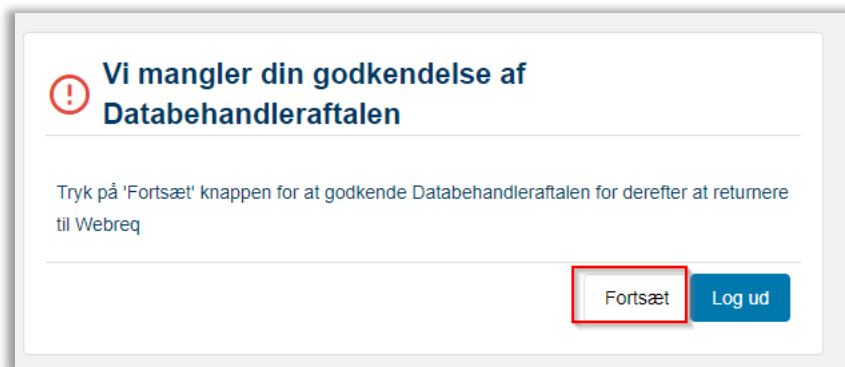 Vi mangler din godkendelse af
Databehandleraftalen
Tryk på 'Fortsæt' knappen for at godkende Databehandleraftalen for derefter at returnere
til Webreq
Fortsæt
Log ud